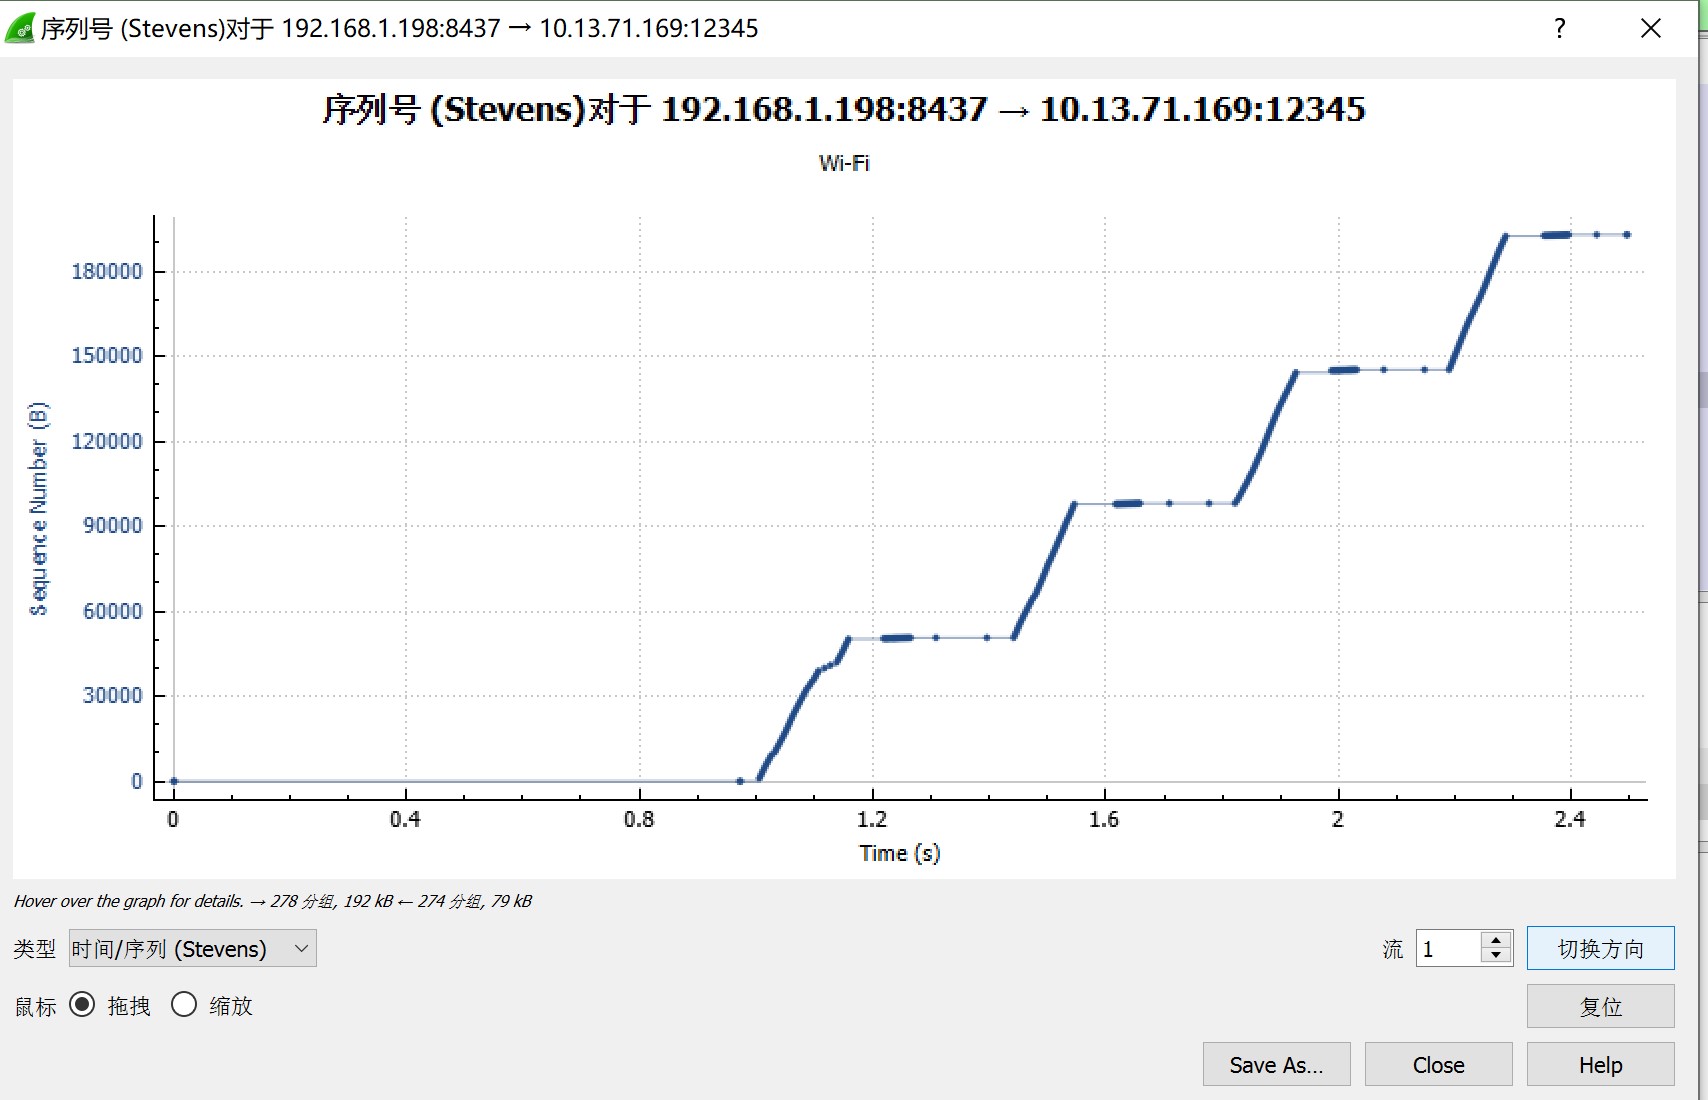 序列号 (Stevens)对于 192.168.1.198:8437 → 10.13.71.169:12345
?
序列号 (Stevens)对于 192.168.1.198:8437 → 10.13.71.169:12345
Wi-Fi
Sequence Number (B)
180000
150000
120000
90000
60000
30000
0
0 0.4 0.8 1.2 1.6 2 2.4
Time (s)
Hover over the graph for details. → 278 分组, 192 kB ← 274 分组, 79 kB
类型 时间/序列 (Stevens) 流 1 切换方向
鼠标 拖拽 缩放 复位
Save As... Close Help